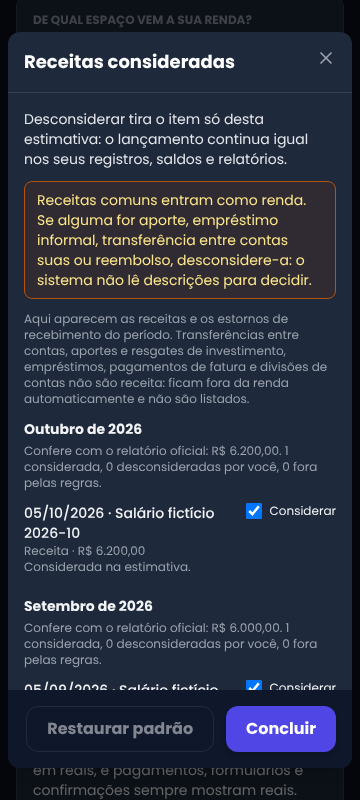 DE QUAL ESPAÇO VEM A SUA RENDA?
Receitas consideradas
Desconsiderar tira o item só desta
estimativa: o lançamento continua igual
nos seus registros, saldos e relatórios.
Receitas comuns entram como renda.
Se alguma for aporte, empréstimo
informal, transferência entre contas
suas ou reembolso, desconsidere-a: o
sistema não lê descrições para decidir.
Aqui aparecem as receitas e os estornos de
recebimento do período. Transferências entre
contas, aportes e resgates de investimento,
empréstimos, pagamentos de fatura e divisões de
contas não são receita: ficam fora da renda
automaticamente e não são listados.
Outubro de 2026
Confere com o relatório oficial: R$ 6.200,00. 1
considerada, 0 desconsideradas por você, 0 fora
pelas regras.
05/10/2026 · Salário fictício
2026-10
Considerar
Receita · R$ 6.200,00
Considerada na estimativa.
Setembro de 2026
Confere com o relatório oficial: R$ 6.000,00. 1
considerada, 0 desconsideradas por você, 0 fora
pelas regras.
05/09/2026 · Salário fictício
Considerar
Restaurar padrão
Concluir
em reais, e pagamentos, formulários e
confirmações sempre mostram reais.